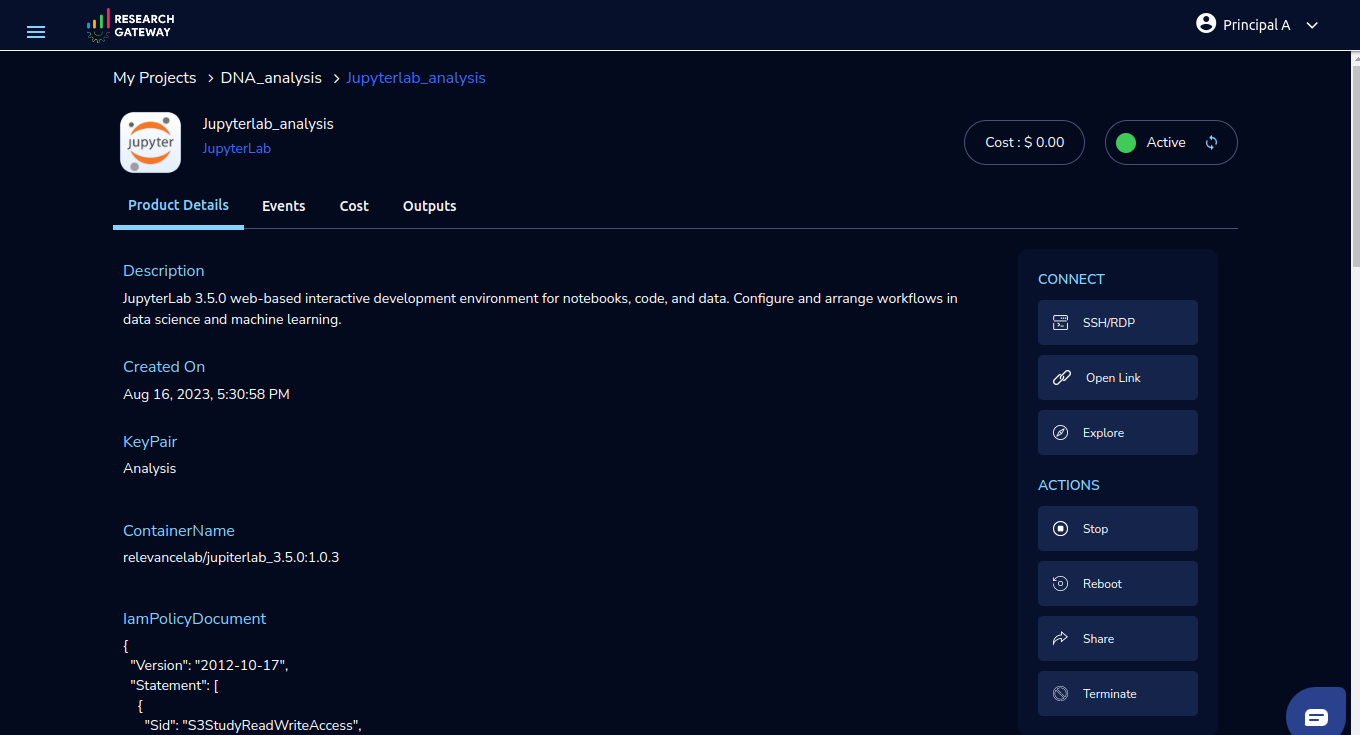 RESEARCH
GATEWAY
Principal A
My Projects > DNA_analysis > Jupyterlab_analysis
jupyter
Jupyterlab_analysis
JupyterLab
Cost : $ 0.00
Active
Product Details
Events
Cost
Outputs
Description
JupyterLab 3.5.0 web-based interactive development environment for notebooks, code, and data. Configure and arrange workflows in
data science and machine learning.
Created On
Aug 16, 2023, 5:30:58 PM
KeyPair
Analysis
ContainerName
relevancelab/jupiterlab_3.5.0:1.0.3
IamPolicyDocument
{
"Version": "2012-10-17",
"Statement": [
{
"Sid": "S3StudyReadWriteAccess",
CONNECT
SSH/RDP
Open Link
Explore
ACTIONS
Stop
Reboot
Share
Terminate